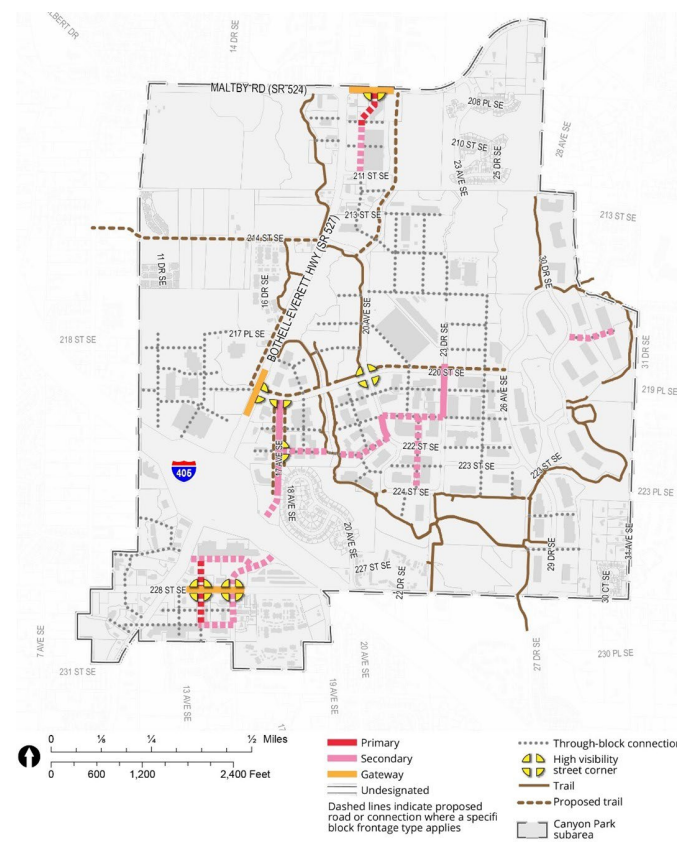 LBERT DR
14 DR SE
MALTBY RD (SR 524)
208 PL SE
28 AVE SE
210 ST SE
25 DR SE
23 AVE SE
211 ST SE
213 ST SE
213 ST SE
214 ST SE
BOTHELL-EVERETT HWY (SR 527)
11 DR SE
16 DR SE
30 DR SE
20 AVE SE
217 PL SE
218 ST SE
23 DR SE
31 DR SE
220 ST SE
219 PL SE
26 AVE SE
17 AVE SE
222 ST SE
223 ST SE
223 ST SE
405
18 AVE SE
224 ST SE
223 PL SE
20 AVE SE
227 ST SE
22 DR SE
29 DR SE
31 AVE SE
30 CT SE
228 ST SE
7 AVE SE
231 ST SE
13 AVE SE
19 AVE SE
20 AVE SE
27 DR SE
230 PL SE
17
0 ⅛ ¼ ½ Miles
0 600 1,200 2,400 Feet
Primary
Secondary
Gateway
Undesignated
Dashed lines indicate proposed
road or connection where a specifi
block frontage type applies
Through-block connection
High visibility
street corner
Trail
Proposed trail
Canyon Park
subarea